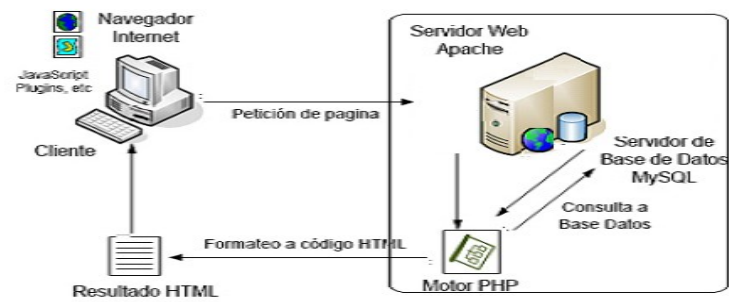 Navegador
Internet
JavaScript
Plugins, etc
Cliente
Petición de pagina
Servidor Web
Apache
Servidor de
Base de Datos
MySQL
Consulta a
Base Datos
Motor PHP
Formateo a código HTML
Resultado HTML